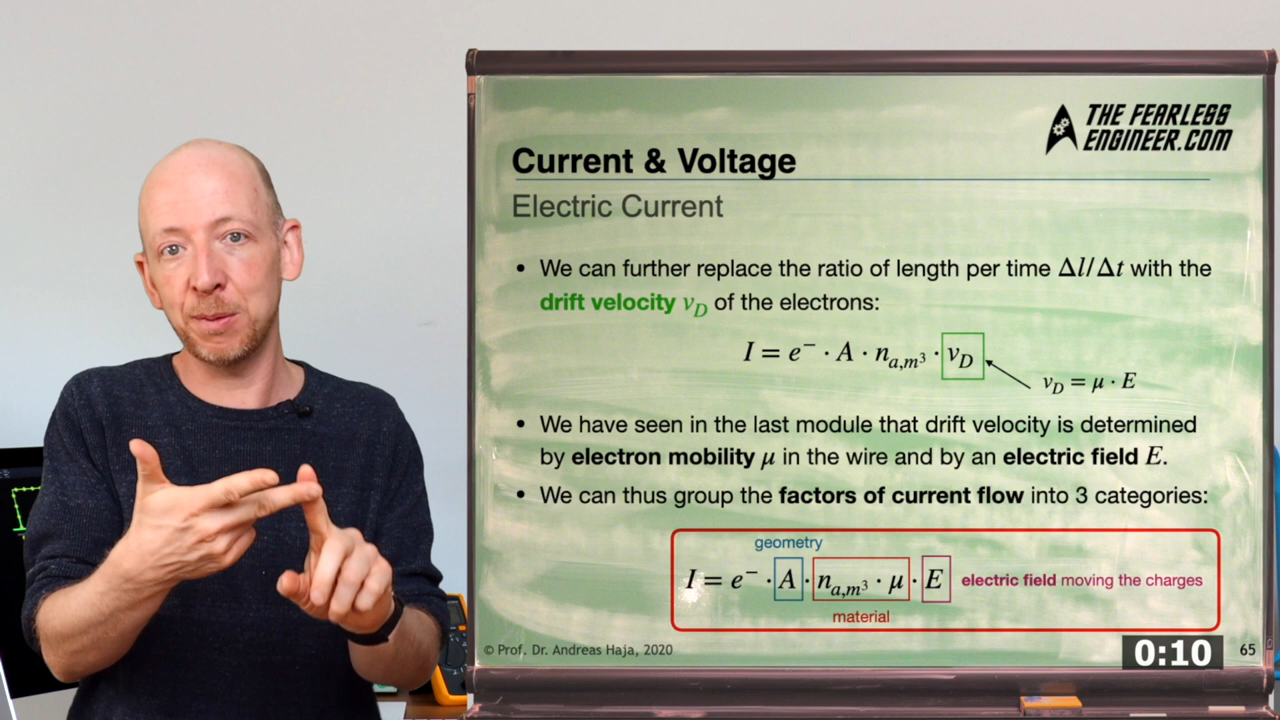 THE FEARLESS
ENGINEER.COM
Current & Voltage
Electric Current
• We can further replace the ratio of length per time Δl/Δt with the
drift velocity v_D of the electrons:
I = e⁻ · A · n_{a,m³} · v_D
v_D = μ · E
• We have seen in the last module that drift velocity is determined
by electron mobility μ in the wire and by an electric field E.
• We can thus group the factors of current flow into 3 categories:
geometry
I = e⁻ · A · n_{a,m³} · μ · E electric field moving the charges
material
© Prof. Dr. Andreas Haja, 2020
0:10
65